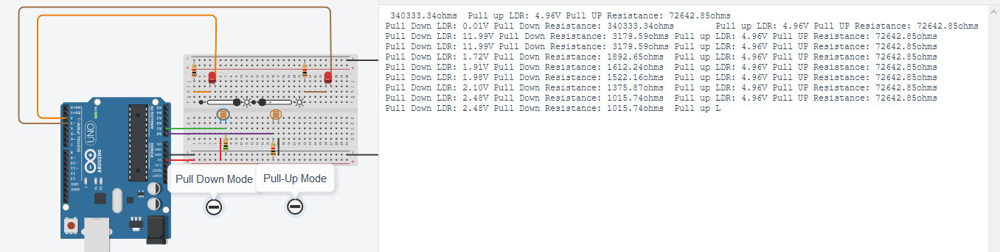 340333.34ohms  Pull up LDR: 4.96V Pull UP Resistance: 72642.85ohms
Pull Down LDR: 0.01V Pull Down Resistance: 340333.34ohms        Pull up LDR: 4.96V Pull UP Resistance: 72642.85ohms
Pull Down LDR: 11.99V Pull Down Resistance: 3179.59ohms Pull up LDR: 4.96V Pull UP Resistance: 72642.85ohms
Pull Down LDR: 11.99V Pull Down Resistance: 3179.59ohms Pull up LDR: 4.96V Pull UP Resistance: 72642.85ohms
Pull Down LDR: 1.72V Pull Down Resistance: 1892.65ohms  Pull up LDR: 4.96V Pull UP Resistance: 72642.85ohms
Pull Down LDR: 1.91V Pull Down Resistance: 1612.24ohms  Pull up LDR: 4.96V Pull UP Resistance: 72642.85ohms
Pull Down LDR: 1.98V Pull Down Resistance: 1522.16ohms  Pull up LDR: 4.96V Pull UP Resistance: 72642.85ohms
Pull Down LDR: 2.10V Pull Down Resistance: 1375.87ohms  Pull up LDR: 4.96V Pull UP Resistance: 72642.85ohms
Pull Down LDR: 2.48V Pull Down Resistance: 1015.74ohms  Pull up LDR: 4.96V Pull UP Resistance: 72642.85ohms
Pull Down LDR: 2.48V Pull Down Resistance: 1015.74ohms  Pull up L
Pull Down Mode
Pull-Up Mode
UNO
ARDUINO
DIGITAL (PWM~)
ANALOG IN
POWER